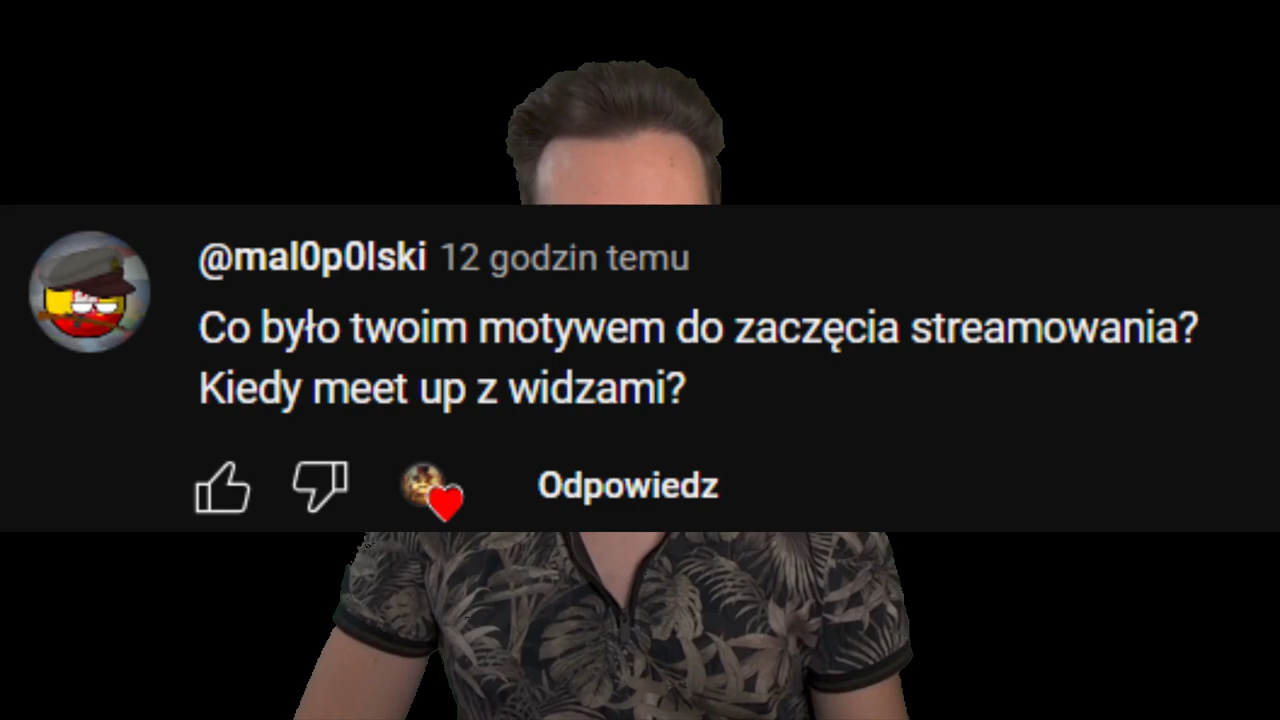 @mal0p0lski 12 godzin temu
Co było twoim motywem do zaczęcia streamowania?
Kiedy meet up z widzami?
Odpowiedz